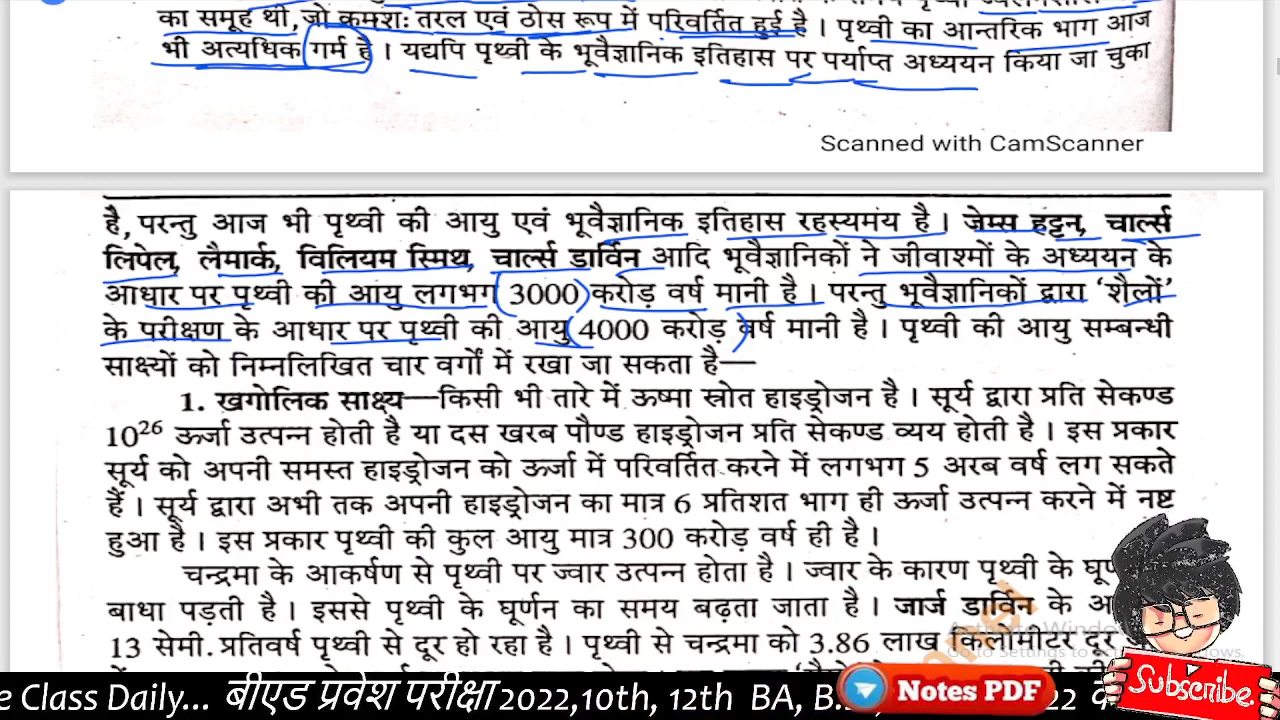 का समूह थी, जो क्रमशः तरल एवं ठोस रूप में परिवर्तित हुई है। पृथ्वी का आन्तरिक भाग आज
भी अत्यधिक गर्म है। यद्यपि पृथ्वी के भूवैज्ञानिक इतिहास पर पर्याप्त अध्ययन किया जा चुका
Scanned with CamScanner
है, परन्तु आज भी पृथ्वी की आयु एवं भूवैज्ञानिक इतिहास रहस्यमय है। जेम्स हट्टन, चार्ल्स
लिपेल, लैमार्क, विलियम स्मिथ, चार्ल्स डार्विन आदि भूवैज्ञानिकों ने जीवाश्मों के अध्ययन के
आधार पर पृथ्वी की आयु लगभग 3000 करोड़ वर्ष मानी है। परन्तु भूवैज्ञानिकों द्वारा ‘शैलों’
के परीक्षण के आधार पर पृथ्वी की आयु 4000 करोड़ वर्ष मानी है। पृथ्वी की आयु सम्बन्धी
साक्ष्यों को निम्नलिखित चार वर्गों में रखा जा सकता है—
1. खगोलिक साक्ष्य—किसी भी तारे में ऊष्मा स्रोत हाइड्रोजन है। सूर्य द्वारा प्रति सेकण्ड
10²⁶ ऊर्जा उत्पन्न होती है या दस खरब पौण्ड हाइड्रोजन प्रति सेकण्ड व्यय होती है। इस प्रकार
सूर्य को अपनी समस्त हाइड्रोजन को ऊर्जा में परिवर्तित करने में लगभग 5 अरब वर्ष लग सकते
हैं। सूर्य द्वारा अभी तक अपनी हाइड्रोजन का मात्र 6 प्रतिशत भाग ही ऊर्जा उत्पन्न करने में नष्ट
हुआ है। इस प्रकार पृथ्वी की कुल आयु मात्र 300 करोड़ वर्ष ही है।
चन्द्रमा के आकर्षण से पृथ्वी पर ज्वार उत्पन्न होता है। ज्वार के कारण पृथ्वी के
बाधा पड़ती है। इससे पृथ्वी के घूर्णन का समय बढ़ता जाता है। जार्ज डार्विन के
13 सेमी. प्रतिवर्ष पृथ्वी से दूर हो रहा है। पृथ्वी से चन्द्रमा को 3.86 लाख किलोमीटर दूर
Go to Settings to activate Windows.
e Class Daily... बीएड प्रवेश परीक्षा 2022,10th, 12th BA, B.
Notes PDF
Subscribe